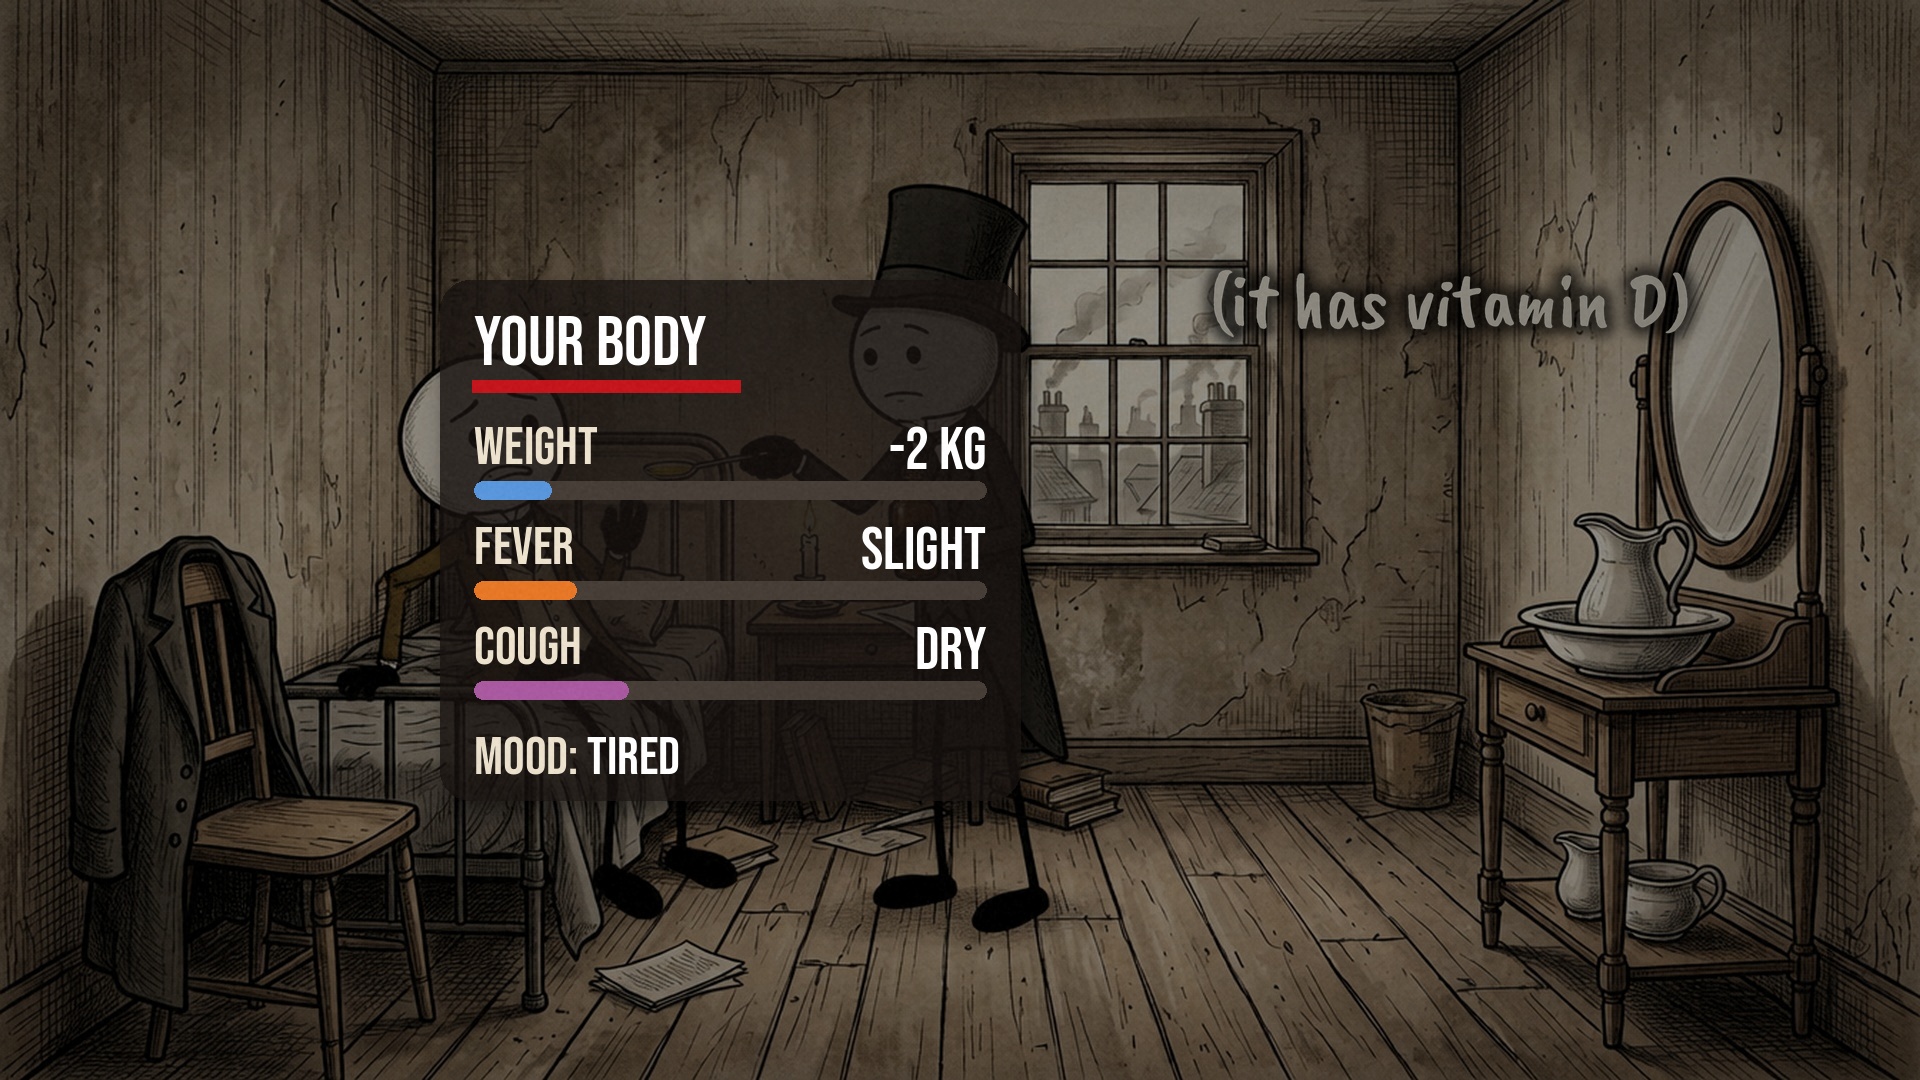 (it has vitamin D)
YOUR BODY
WEIGHT -2 KG
FEVER SLIGHT
COUGH DRY
MOOD: TIRED